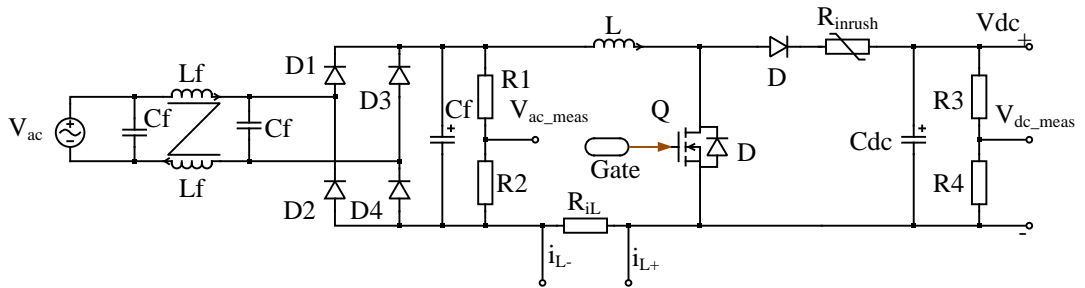 L
R_inrush
Vdc
+
D1
Lf
D3
D
R1
Cf
V_ac_meas
R3
V_dc_meas
V_ac
Cf
Cf
Q
D
Cdc
Gate
R2
R4
Lf
D2
D4
R_iL
-
i_L-
i_L+